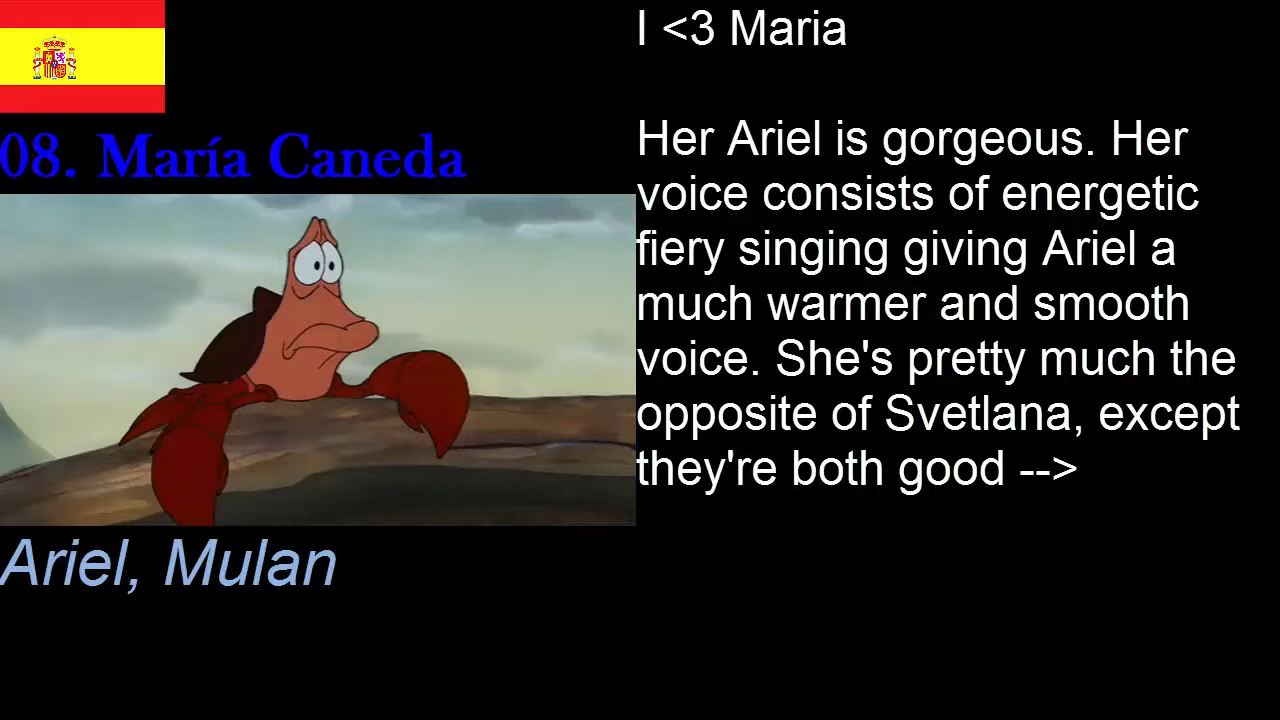 08. María Caneda
Ariel, Mulan
I <3 Maria
Her Ariel is gorgeous. Her
voice consists of energetic
fiery singing giving Ariel a
much warmer and smooth
voice. She's pretty much the
opposite of Svetlana, except
they're both good -->